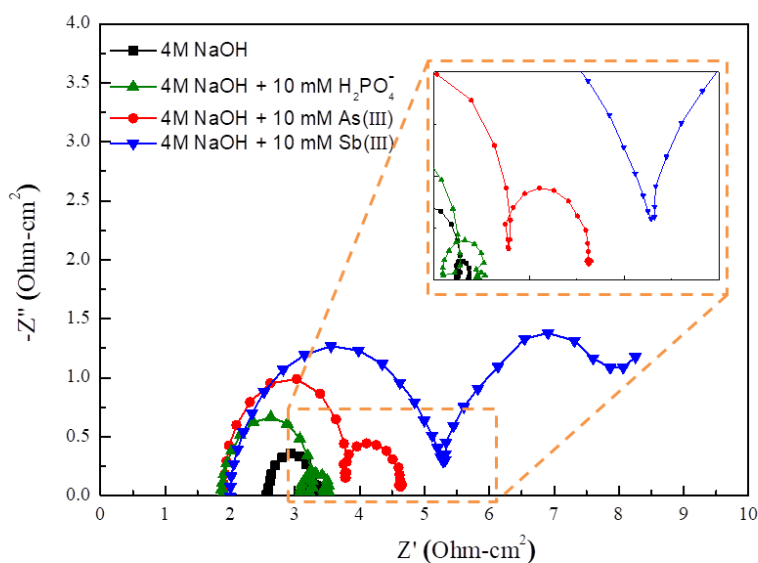 4.0
3.5
3.0
2.5
2.0
1.5
1.0
0.5
0.0
-Z" (Ohm-cm²)
4M NaOH
4M NaOH + 10 mM H₂PO₄⁻
4M NaOH + 10 mM As(III)
4M NaOH + 10 mM Sb(III)
0 1 2 3 4 5 6 7 8 9 10
Z' (Ohm-cm²)